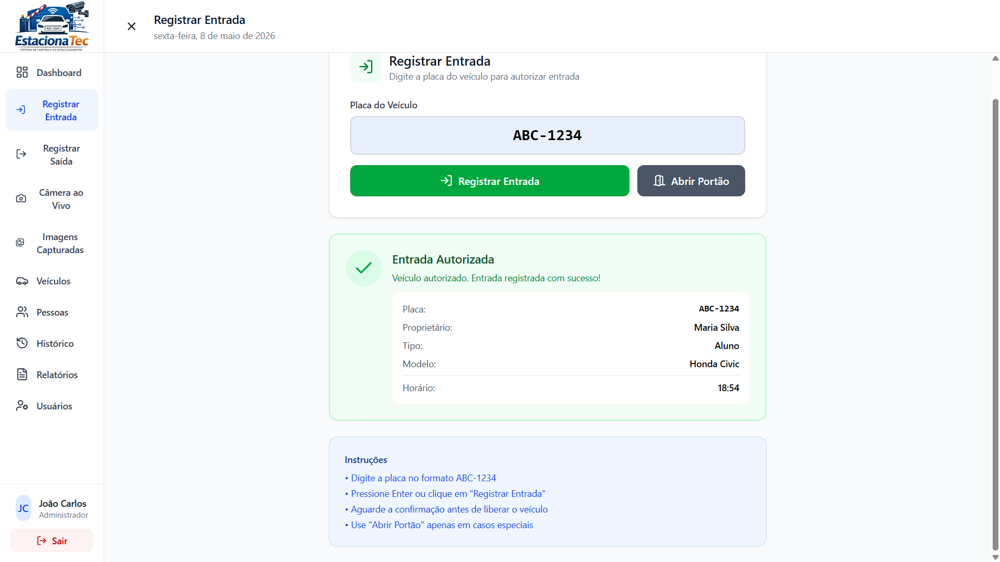 ABC-1234
EstacionaTec
SISTEMA DE CONTROLE DE ESTACIONAMENTO
Dashboard
Registrar
Entrada
Registrar
Saída
Câmera ao
Vivo
Imagens
Capturadas
Veículos
Pessoas
Histórico
Relatórios
Usuários
JC
João Carlos
Administrador
Sair
Registrar Entrada
sexta-feira, 8 de maio de 2026
Registrar Entrada
Digite a placa do veículo para autorizar entrada
Placa do Veículo
ABC-1234
Registrar Entrada
Abrir Portão
Entrada Autorizada
Veículo autorizado. Entrada registrada com sucesso!
Placa: ABC-1234
Proprietário: Maria Silva
Tipo: Aluno
Modelo: Honda Civic
Horário: 18:54
Instruções
• Digite a placa no formato ABC-1234
• Pressione Enter ou clique em "Registrar Entrada"
• Aguarde a confirmação antes de liberar o veículo
• Use "Abrir Portão" apenas em casos especiais